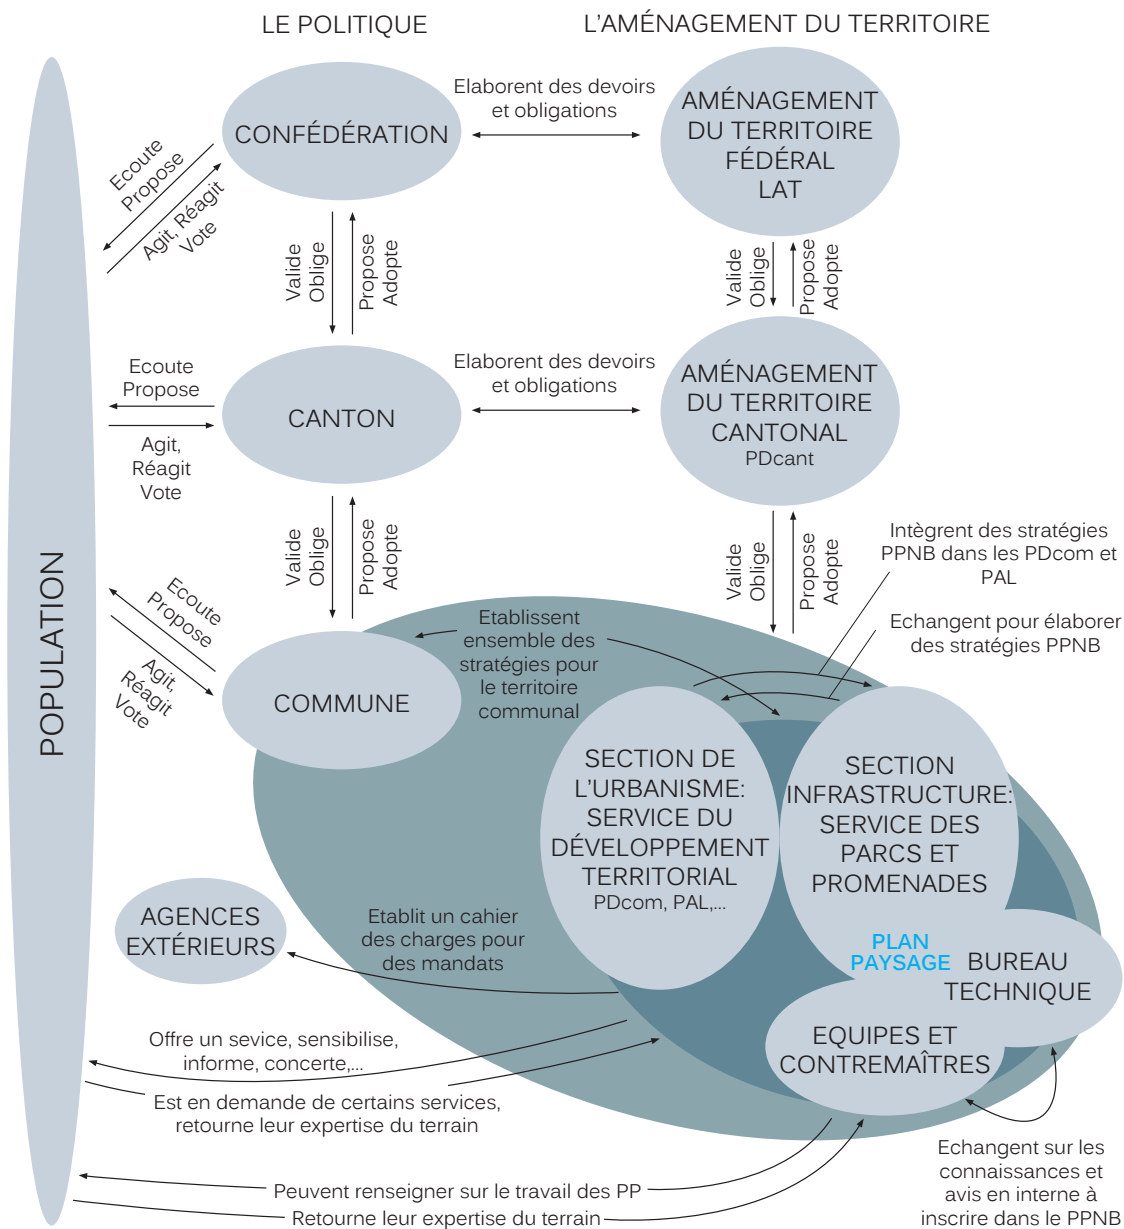 LE POLITIQUE
L'AMÉNAGEMENT DU TERRITOIRE
POPULATION
CONFÉDÉRATION
Elaborent des devoirs
et obligations
AMÉNAGEMENT
DU TERRITOIRE
FÉDÉRAL
LAT
Ecoute
Propose
Agit, Réagit
Vote
Valide
Oblige
Propose
Adopte
Valide
Oblige
Propose
Adopte
Ecoute
Propose
Agit,
Réagit
Vote
CANTON
Elaborent des devoirs
et obligations
AMÉNAGEMENT
DU TERRITOIRE
CANTONAL
PDcant
Valide
Oblige
Propose
Adopte
Valide
Oblige
Propose
Adopte
Intègrent des stratégies
PPNB dans les PDcom et
PAL
Echangent pour élaborer
des stratégies PPNB
Ecoute
Propose
Agit,
Réagit
Vote
COMMUNE
Etablissent
ensemble des
stratégies pour
le territoire
communal
SECTION DE
L'URBANISME:
SERVICE DU
DÉVELOPPEMENT
TERRITORIAL
PDcom, PAL,...
SECTION
INFRASTRUCTURE:
SERVICE DES
PARCS ET
PROMENADES
PLAN
PAYSAGE
BUREAU
TECHNIQUE
EQUIPES ET
CONTREMAÎTRES
AGENCES
EXTÉRIEURS
Etablit un cahier
des charges pour
des mandats
Offre un sevice, sensibilise,
informe, concerte,...
Est en demande de certains services,
retourne leur expertise du terrain
Peuvent renseigner sur le travail des PP
Retourne leur expertise du terrain
Echangent sur les
connaissances et
avis en interne à
inscrire dans le PPNB